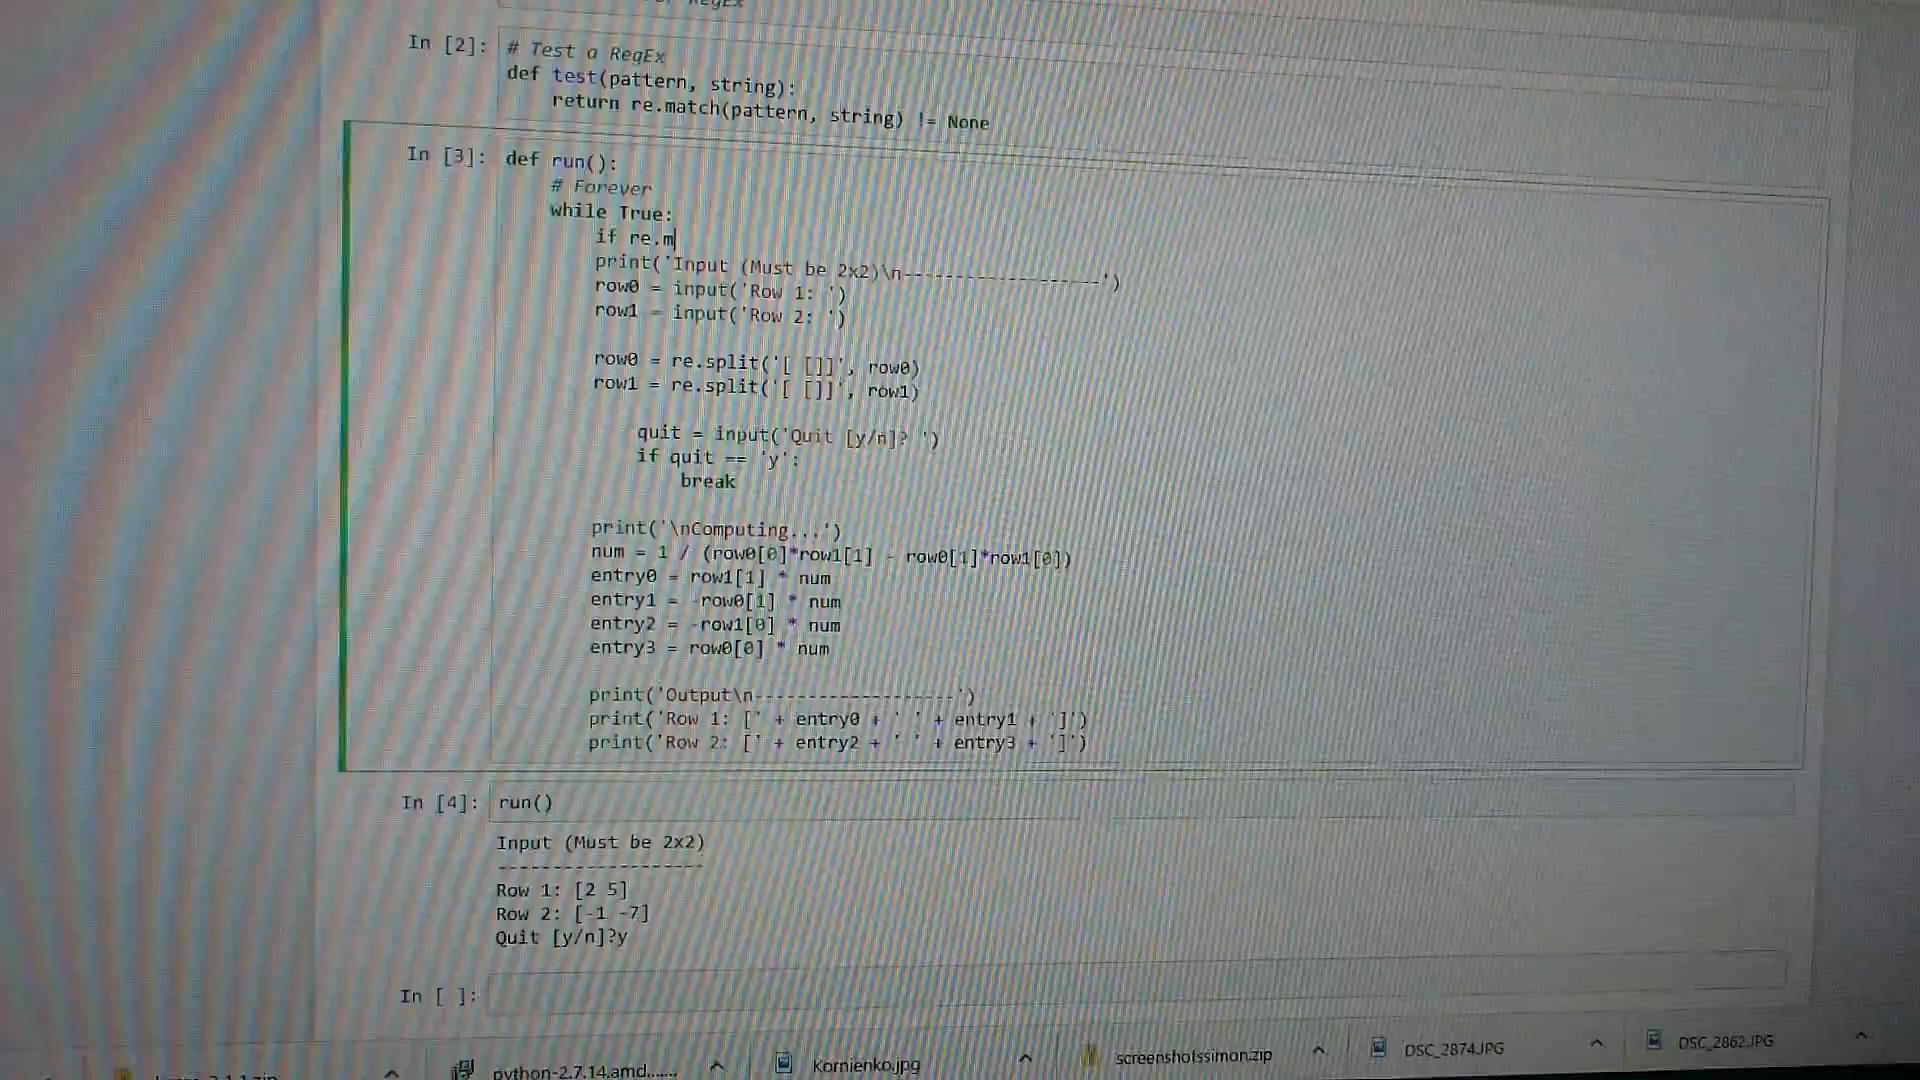 RegEx
In [2]: # Test a RegEx
def test(pattern, string):
    return re.match(pattern, string) != None
In [3]: def run():
    # Forever
    while True:
        if re.m
        print('Input (Must be 2x2)\n-------------------')
        row0 = input('Row 1: ')
        row1 = input('Row 2: ')
        row0 = re.split('[ []]', row0)
        row1 = re.split('[ []]', row1)
            quit = input('Quit [y/n]? ')
            if quit == 'y':
                break
        print('\nComputing...')
        num = 1 / (row0[0]*row1[1] - row0[1]*row1[0])
        entry0 = row1[1] * num
        entry1 = -row0[1] * num
        entry2 = -row1[0] * num
        entry3 = row0[0] * num
        print('Output\n-------------------')
        print('Row 1: [' + entry0 + ' ' + entry1 + ']')
        print('Row 2: [' + entry2 + ' ' + entry3 + ']')
In [4]: run()
Input (Must be 2x2)
-------------------
Row 1: [2 5]
Row 2: [-1 -7]
Quit [y/n]?y
In [ ]:
python-2.7.14.amd....... Kornienko.jpg screenshotssimon.zip DSC_2874.JPG DSC_2862.JPG